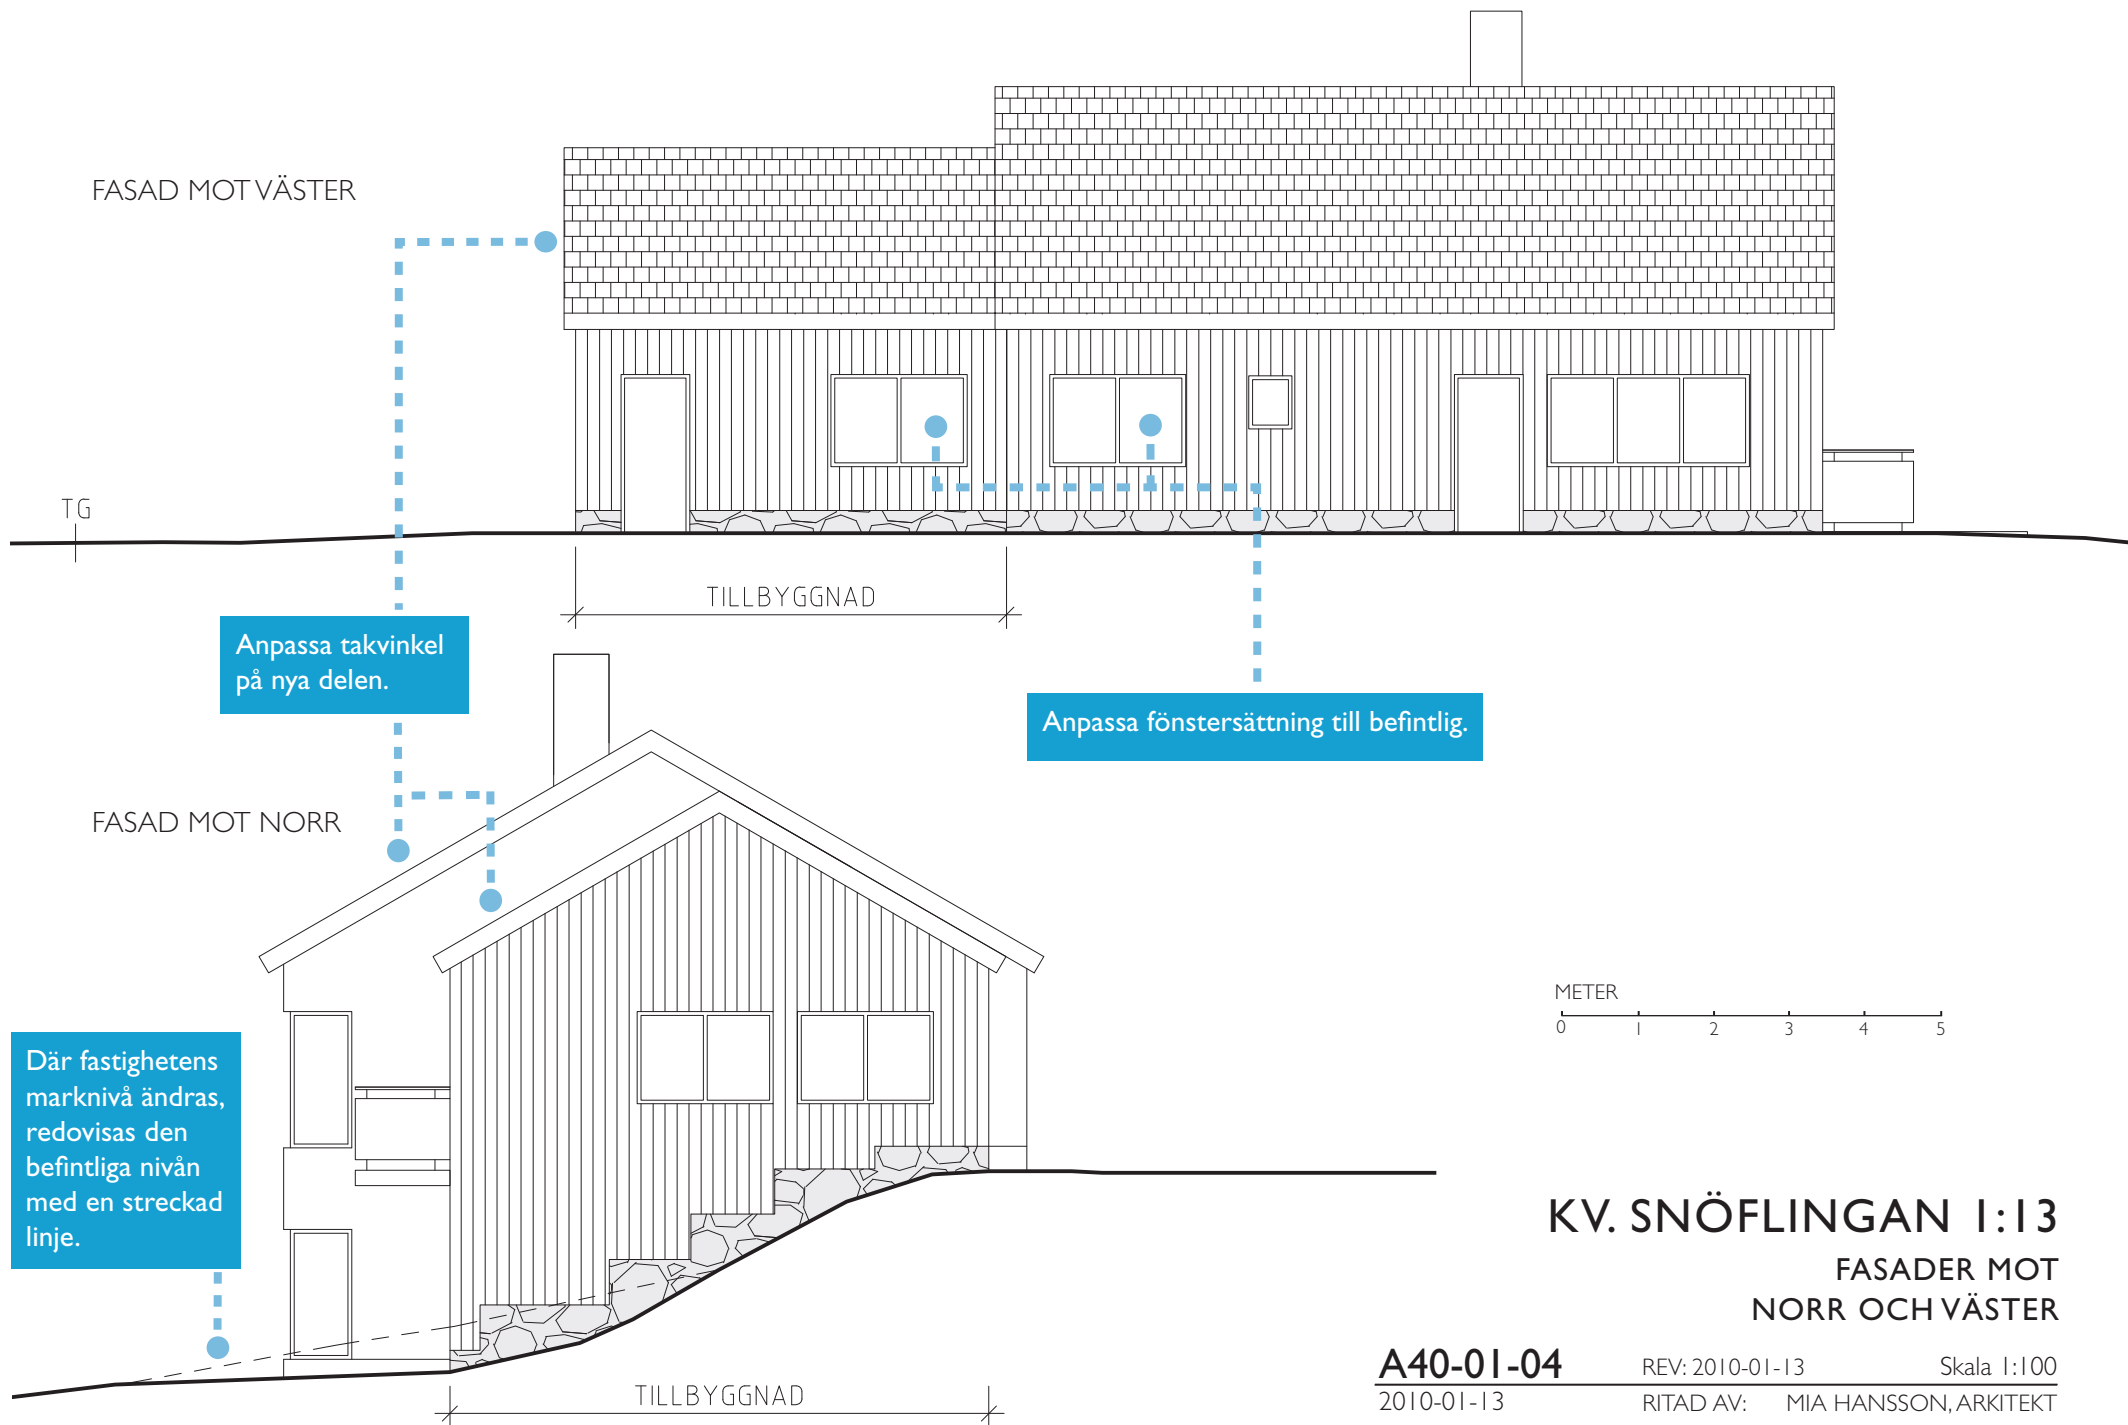 FASAD MOT VÄSTER
TG
TILLBYGGNAD
Anpassa takvinkel
på nya delen.
Anpassa fönstersättning till befintlig.
FASAD MOT NORR
METER
0 1 2 3 4 5
Där fastighetens
marknivå ändras,
redovisas den
befintliga nivån
med en streckad
linje.
TILLBYGGNAD
KV. SNÖFLINGAN 1:13
FASADER MOT
NORR OCH VÄSTER
A40-01-04 REV: 2010-01-13 Skala 1:100
2010-01-13 RITAD AV: MIA HANSSON, ARKITEKT